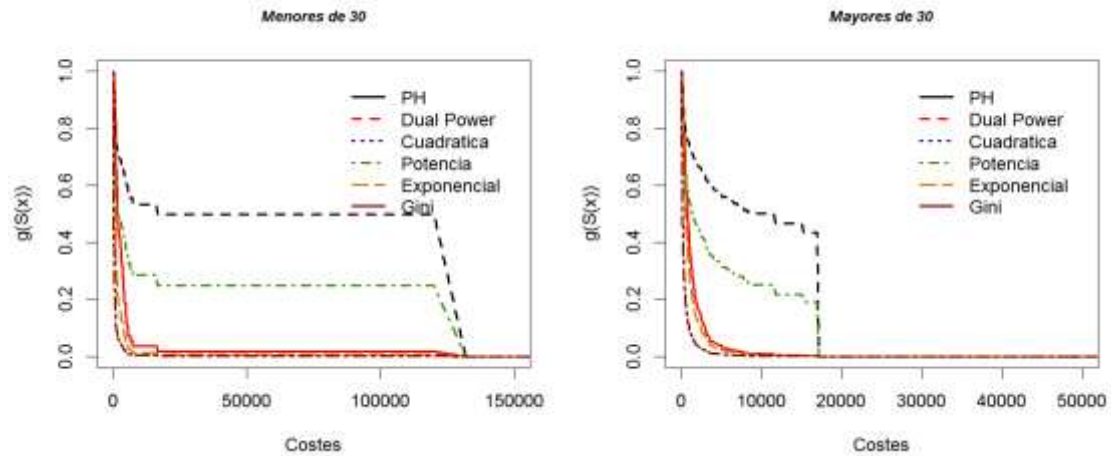 Menores de 30
g(S(x))
1.0
0.8
0.6
0.4
0.2
0.0
PH
Dual Power
Cuadratica
Potencia
Exponencial
Gini
0 50000 100000 150000
Costes
Mayores de 30
g(S(x))
1.0
0.8
0.6
0.4
0.2
0.0
PH
Dual Power
Cuadratica
Potencia
Exponencial
Gini
0 10000 20000 30000 40000 50000
Costes